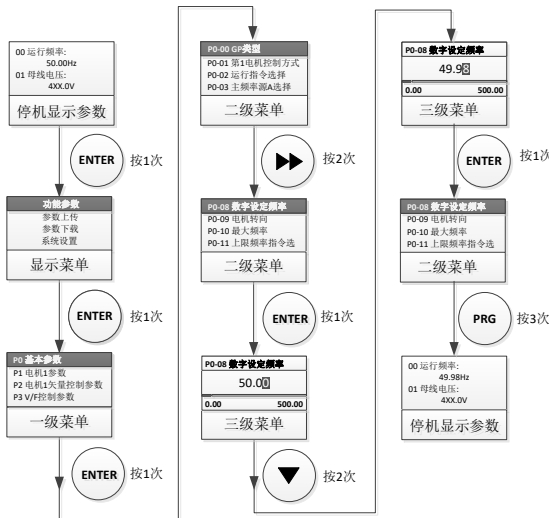 00 运行频率:
50.00Hz
01 母线电压:
4XX.0V
停机显示参数
ENTER 按1次
功能参数
参数上传
参数下载
系统设置
显示菜单
ENTER 按1次
P0 基本参数
P1 电机1参数
P2 电机1矢量控制参数
P3 V/F控制参数
一级菜单
ENTER 按1次
P0-00 GP类型
P0-01 第1电机控制方式
P0-02 运行指令选择
P0-03 主频率源A选择
二级菜单
按2次
P0-08 数字设定频率
P0-09 电机转向
P0-10 最大频率
P0-11 上限频率指令选
二级菜单
ENTER 按1次
P0-08 数字设定频率
50.00
0.00 500.00
三级菜单
按2次
P0-08 数字设定频率
49.98
0.00 500.00
三级菜单
ENTER 按1次
P0-08 数字设定频率
P0-09 电机转向
P0-10 最大频率
P0-11 上限频率指令选
二级菜单
PRG 按3次
00 运行频率:
49.98Hz
01 母线电压:
4XX.0V
停机显示参数